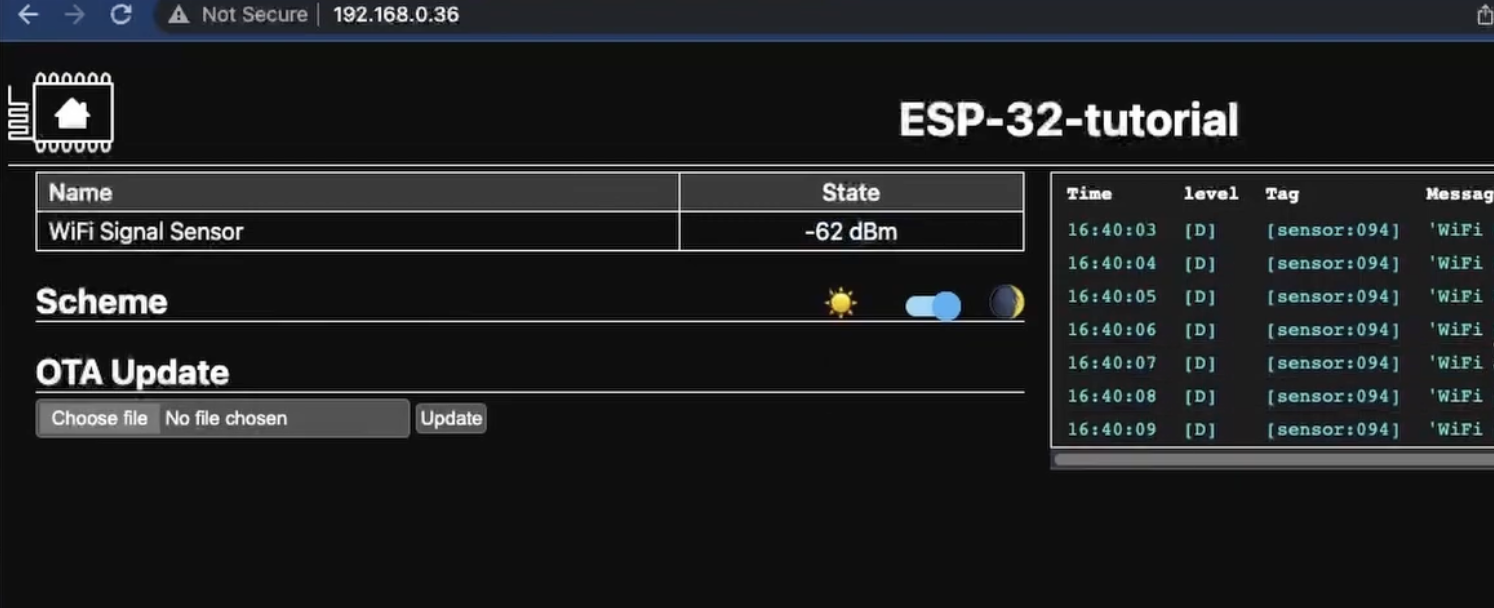 Not Secure | 192.168.0.36
ESP-32-tutorial
Name State
WiFi Signal Sensor -62 dBm
Scheme
OTA Update
Choose file No file chosen Update
Time level Tag Messag
16:40:03 [D] [sensor:094] 'WiFi
16:40:04 [D] [sensor:094] 'WiFi
16:40:05 [D] [sensor:094] 'WiFi
16:40:06 [D] [sensor:094] 'WiFi
16:40:07 [D] [sensor:094] 'WiFi
16:40:08 [D] [sensor:094] 'WiFi
16:40:09 [D] [sensor:094] 'WiFi